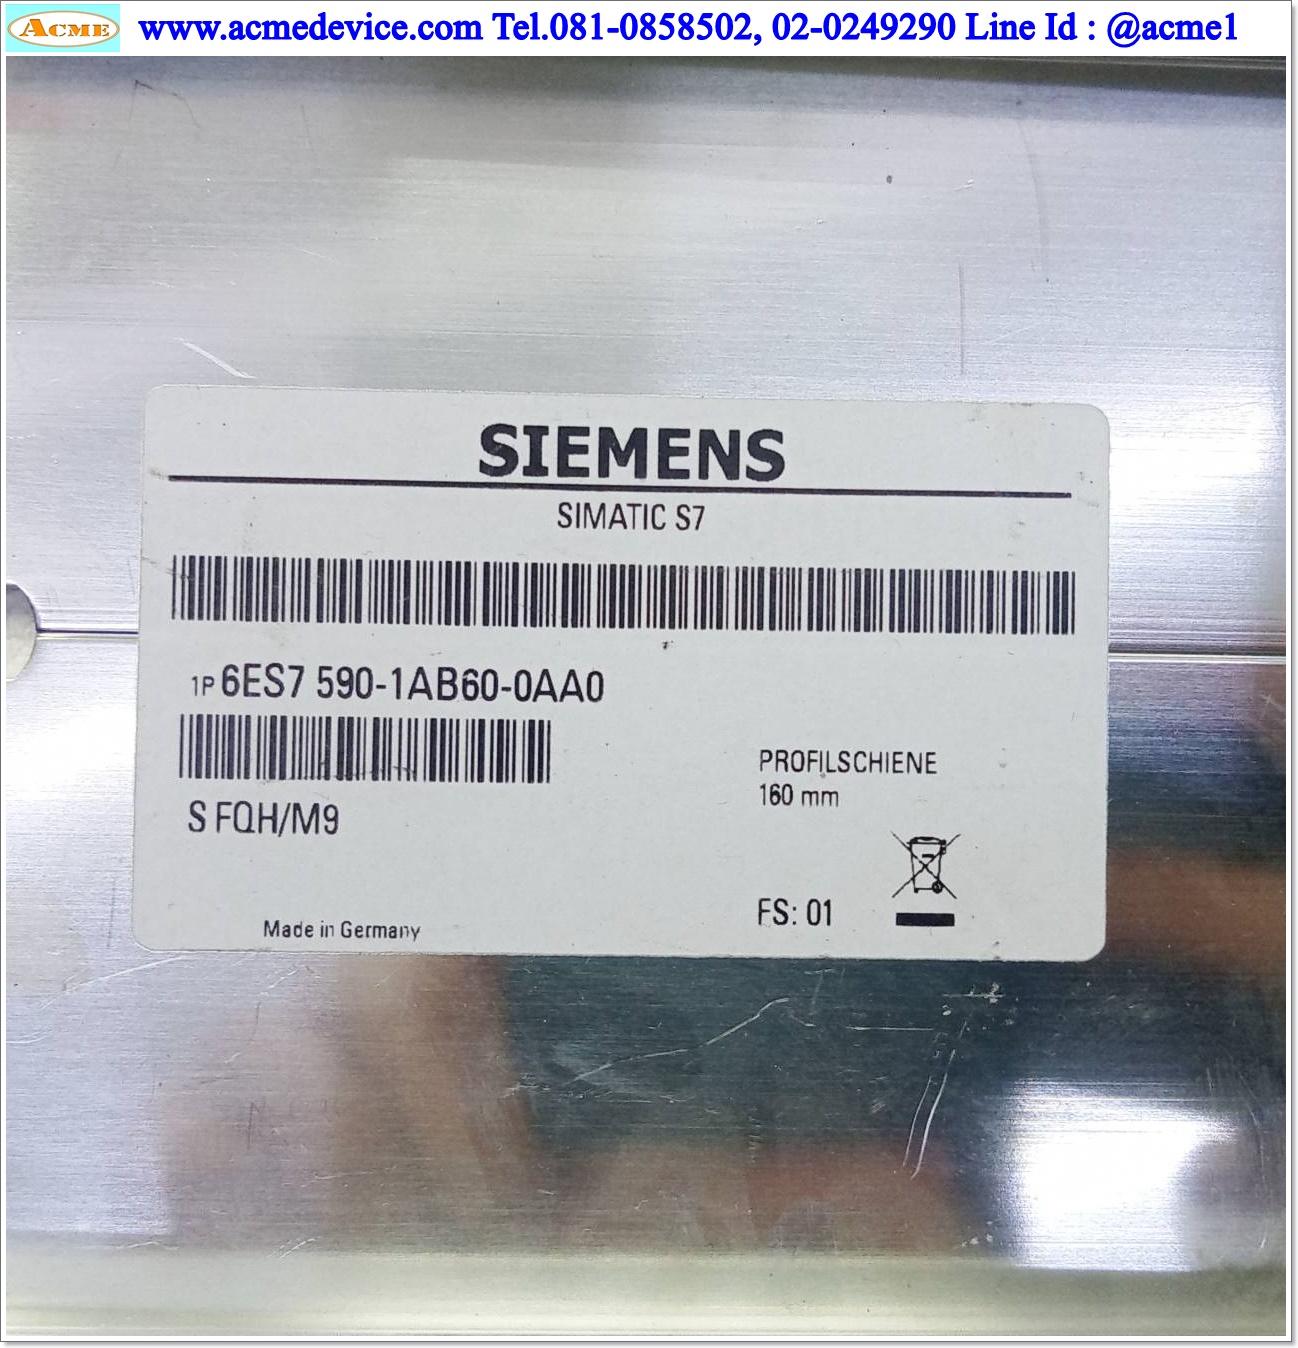 ACME www.acmedevice.com Tel.081-0858502, 02-0249290 Line Id : @acme1
SIEMENS
SIMATIC S7
1P 6ES7 590-1AB60-0AA0
PROFILSCHIENE
160 mm
S FQH/M9
FS: 01
Made in Germany